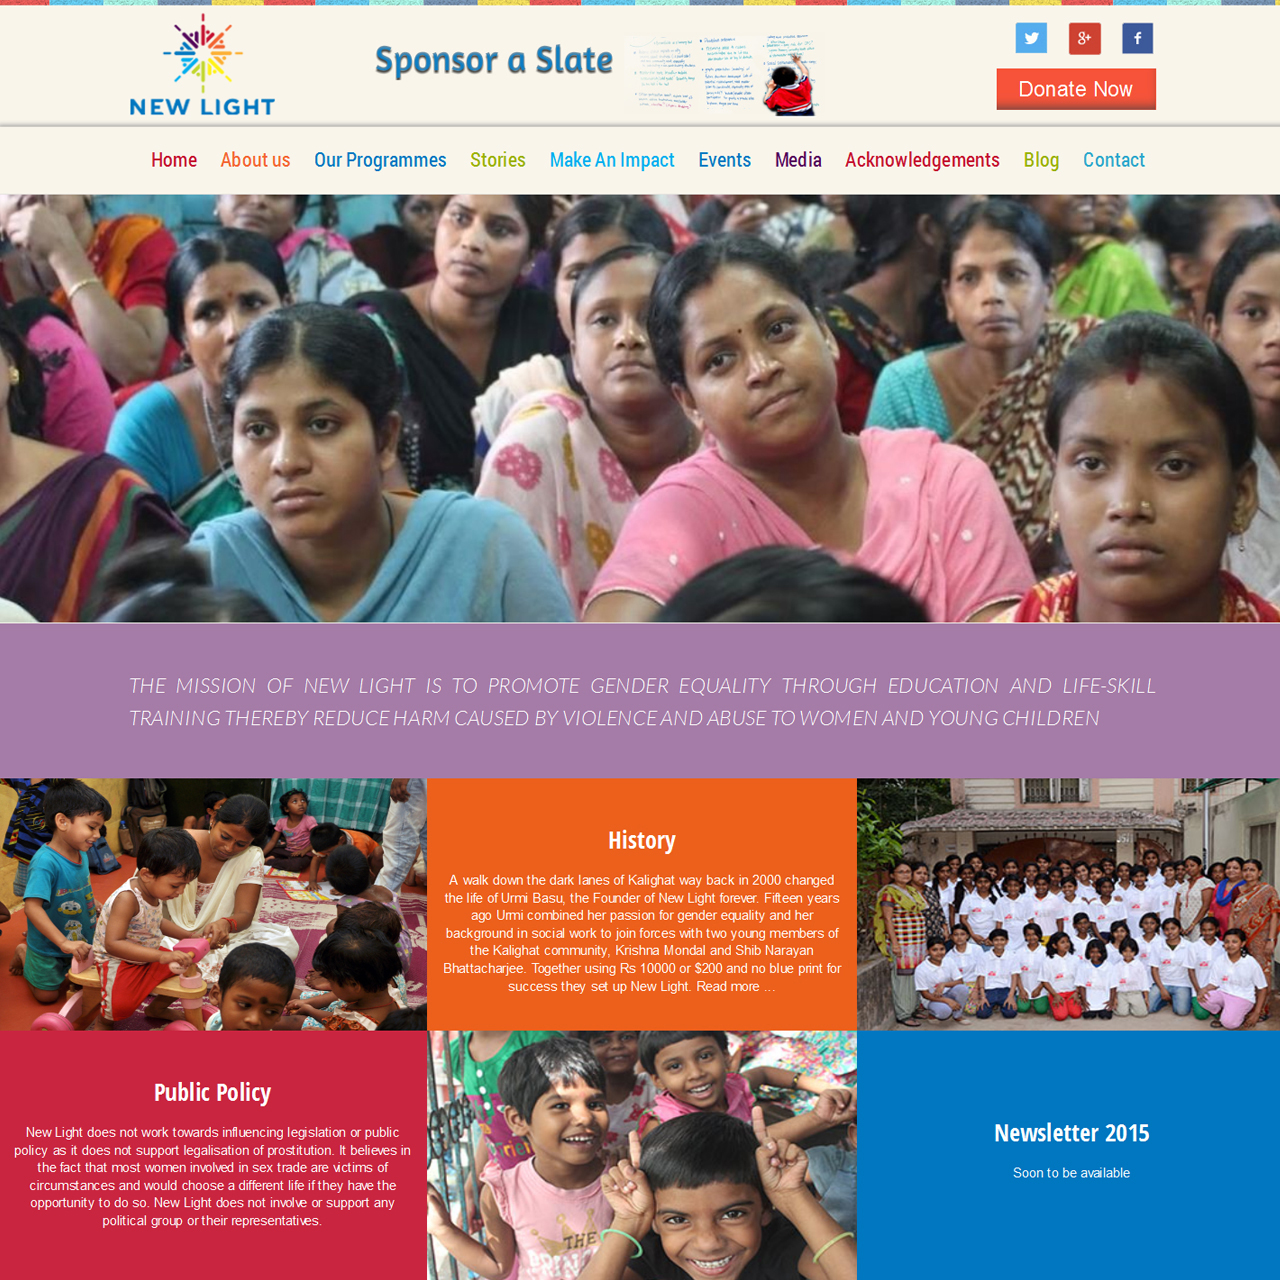 NEW LIGHT
Sponsor a Slate
Donate Now
Home About us Our Programmes Stories Make An Impact Events Media Acknowledgements Blog Contact
THE MISSION OF NEW LIGHT IS TO PROMOTE GENDER EQUALITY THROUGH EDUCATION AND LIFE-SKILL
TRAINING THEREBY REDUCE HARM CAUSED BY VIOLENCE AND ABUSE TO WOMEN AND YOUNG CHILDREN
History
A walk down the dark lanes of Kalighat way back in 2000 changed
the life of Urmi Basu, the Founder of New Light forever. Fifteen years
ago Urmi combined her passion for gender equality and her
background in social work to join forces with two young members of
the Kalighat community, Krishna Mondal and Shib Narayan
Bhattacharjee. Together using Rs 10000 or $200 and no blue print for
success they set up New Light. Read more ...
Public Policy
New Light does not work towards influencing legislation or public
policy as it does not support legalisation of prostitution. It believes in
the fact that most women involved in sex trade are victims of
circumstances and would choose a different life if they have the
opportunity to do so. New Light does not involve or support any
political group or their representatives.
THE
Newsletter 2015
Soon to be available